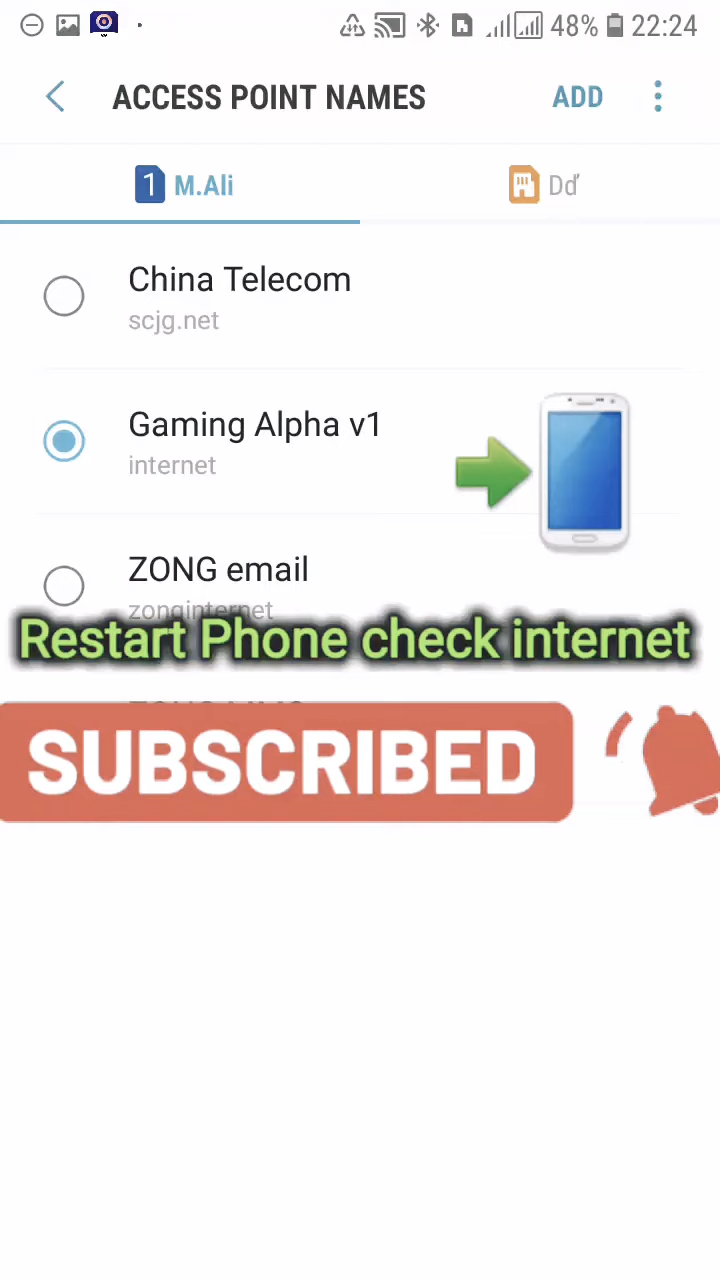 48% 22:24
ACCESS POINT NAMES ADD
1 M.Ali Dď
China Telecom
scjg.net
Gaming Alpha v1
internet
ZONG email
zonginternet
Restart Phone check internet
SUBSCRIBED